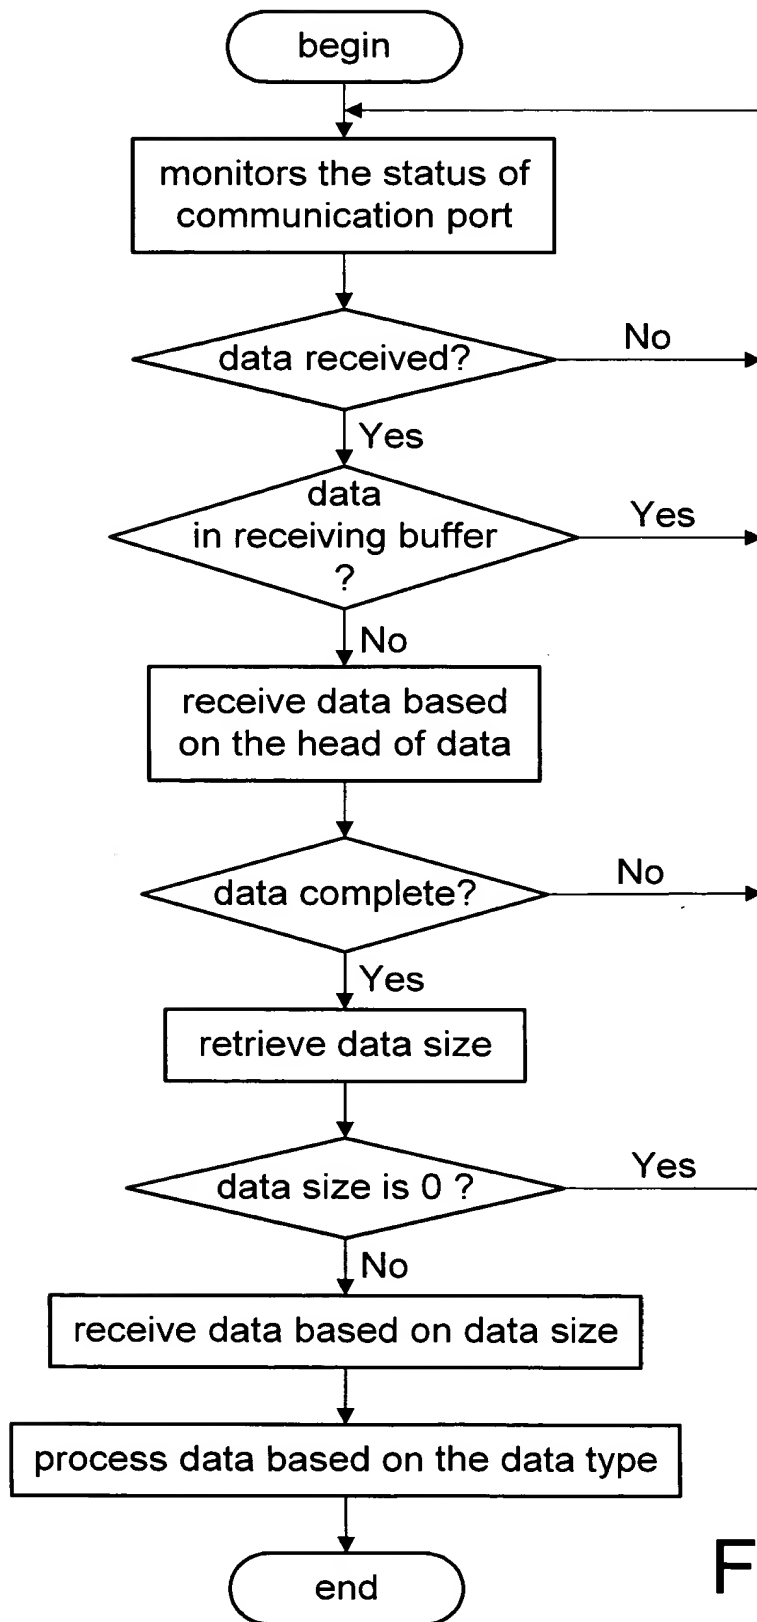 begin
monitors the status of
communication port
data received?
No
Yes
data
in receiving buffer
?
Yes
No
receive data based
on the head of data
data complete?
No
Yes
retrieve data size
data size is 0 ?
Yes
No
receive data based on data size
process data based on the data type
end
F